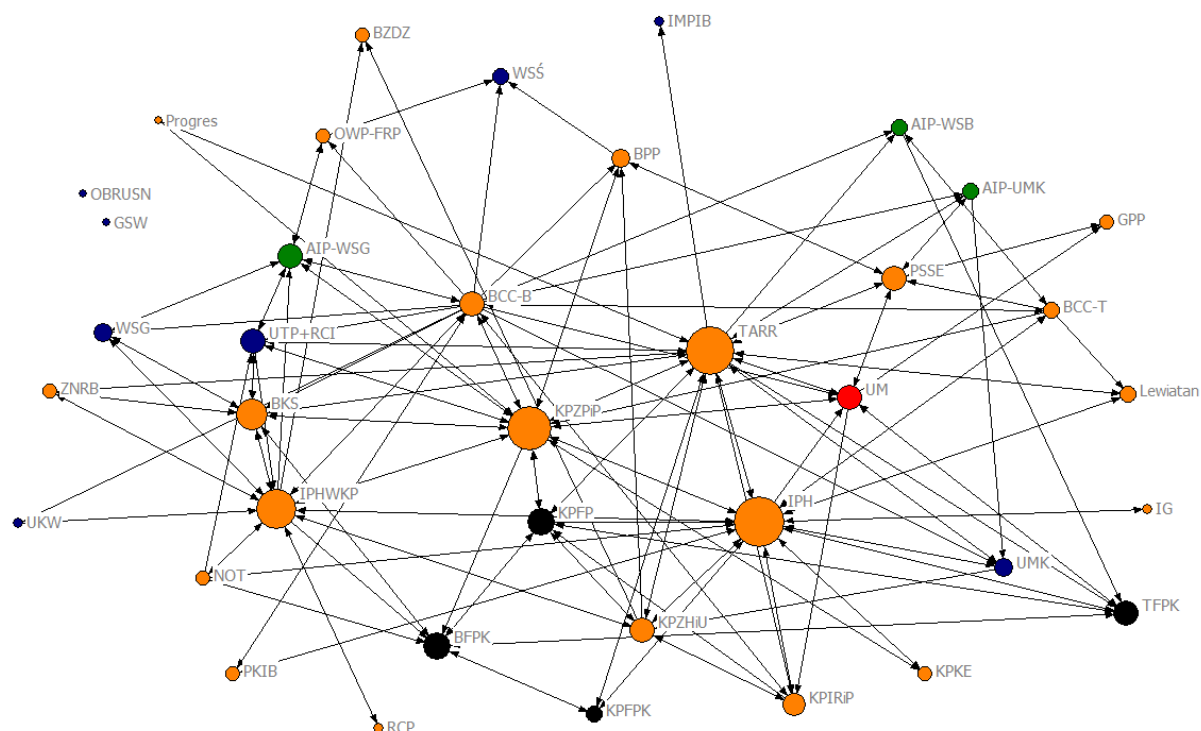 IMPIB
BZDZ
WSŚ
Progres
AIP-WSB
OWP-FRP
BPP
AIP-UMK
OBRUSN
GSW
GPP
AIP-WSG
PSSE
BCC-B
BCC-T
WSG
UTP+RCI
TARR
ZNRB
UM
Lewiatan
BKS
KPZPiP
IPHWKP
IPH
IG
KPFP
UKW
UMK
NOT
TFPK
KPZHiU
BFPK
PKIB
KPKE
KPIRiP
KPFPK
RCP